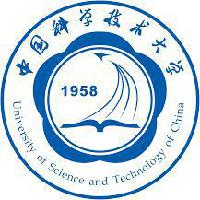 中国科学技术大学
1958
University of Science and Technology of China